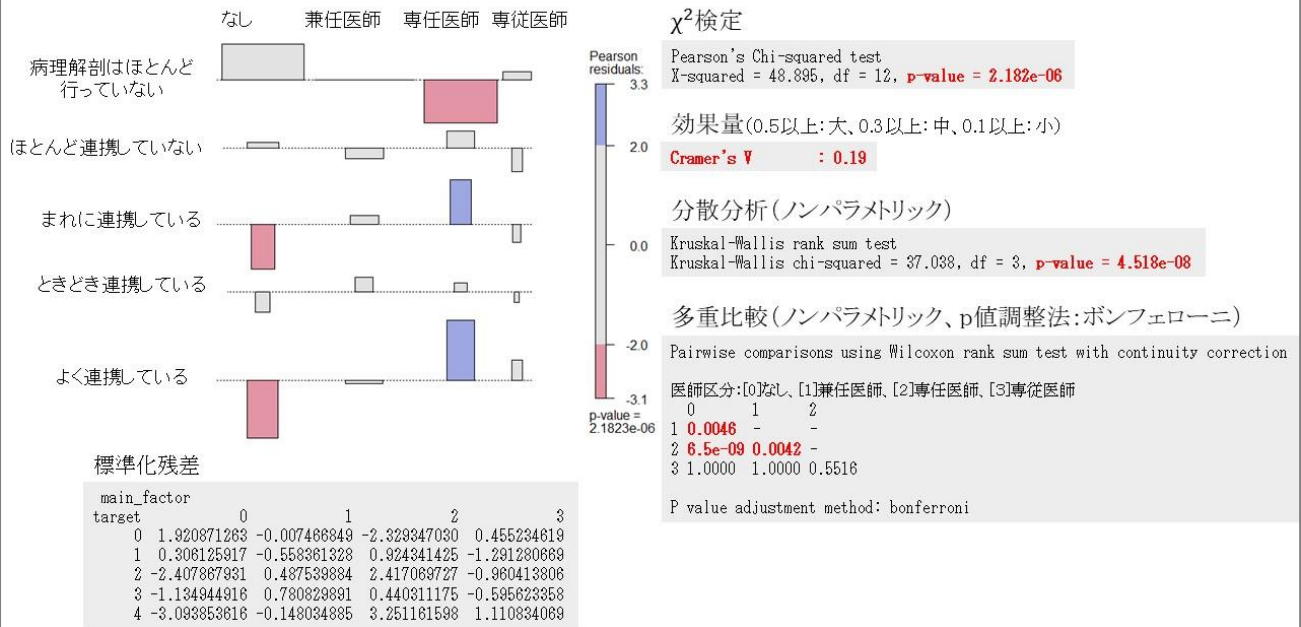 なし 兼任医師 専任医師 専従医師
病理解剖はほとんど
行っていない
ほとんど連携していない
まれに連携している
ときどき連携している
よく連携している
Pearson
residuals:
3.3
2.0
0.0
-2.0
-3.1
p-value =
2.1823e-06
標準化残差
main_factor
target 0 1 2 3
0 1.920871263 -0.007466849 -2.329347030 0.455234619
1 0.306125917 -0.558361328 0.924341425 -1.291280669
2 -2.407867931 0.487539884 2.417069727 -0.960413806
3 -1.134944916 0.780829891 0.440311175 -0.595623358
4 -3.093853616 -0.148034885 3.251161598 1.110834069
χ²検定
Pearson's Chi-squared test
X-squared = 48.895, df = 12, p-value = 2.182e-06
効果量(0.5以上:大、0.3以上:中、0.1以上:小)
Cramer's V : 0.19
分散分析(ノンパラメトリック)
Kruskal-Wallis rank sum test
Kruskal-Wallis chi-squared = 37.038, df = 3, p-value = 4.518e-08
多重比較(ノンパラメトリック、p値調整法:ボンフェローニ)
Pairwise comparisons using Wilcoxon rank sum test with continuity correction
医師区分:[0]なし、[1]兼任医師、[2]専任医師、[3]専従医師
0 1 2
1 0.0046 - -
2 6.5e-09 0.0042 -
3 1.0000 1.0000 0.5516
P value adjustment method: bonferroni